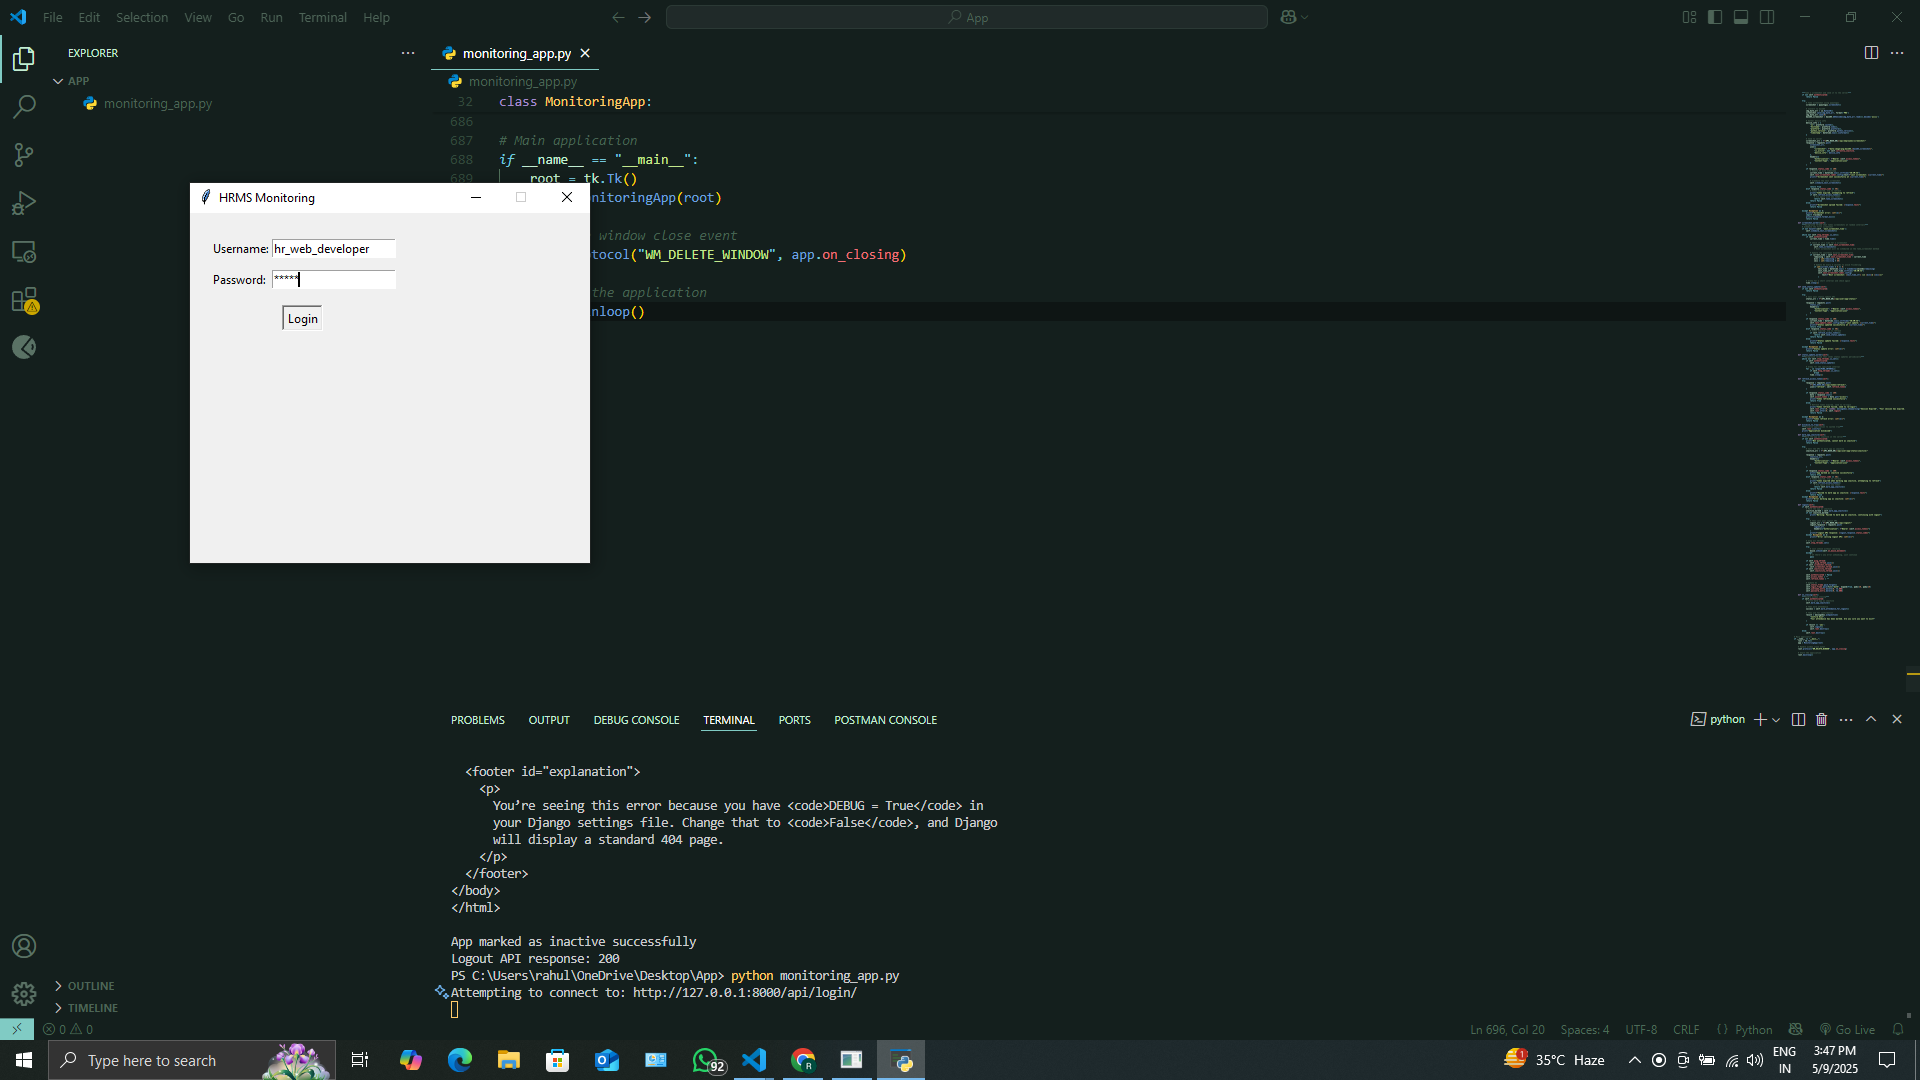 File Edit Selection View Go Run Terminal Help
App
EXPLORER
APP
monitoring_app.py
monitoring_app.py
monitoring_app.py
32 class MonitoringApp:
686
687 # Main application
688 if __name__ == "__main__":
689 root = tk.Tk()
nitoringApp(root)
window close event
tocol("WM_DELETE_WINDOW", app.on_closing)
the application
nloop()
HRMS Monitoring
Username: hr_web_developer
Password: *****
Login
PROBLEMS OUTPUT DEBUG CONSOLE TERMINAL PORTS POSTMAN CONSOLE
python
<footer id="explanation">
<p>
You’re seeing this error because you have <code>DEBUG = True</code> in
your Django settings file. Change that to <code>False</code>, and Django
will display a standard 404 page.
</p>
</footer>
</body>
</html>
App marked as inactive successfully
Logout API response: 200
PS C:\Users\rahul\OneDrive\Desktop\App> python monitoring_app.py
Attempting to connect to: http://127.0.0.1:8000/api/login/
OUTLINE
TIMELINE
0 0
Ln 696, Col 20 Spaces: 4 UTF-8 CRLF {} Python Go Live
Type here to search
92
R
1
35°C Haze
ENG
IN
3:47 PM
5/9/2025